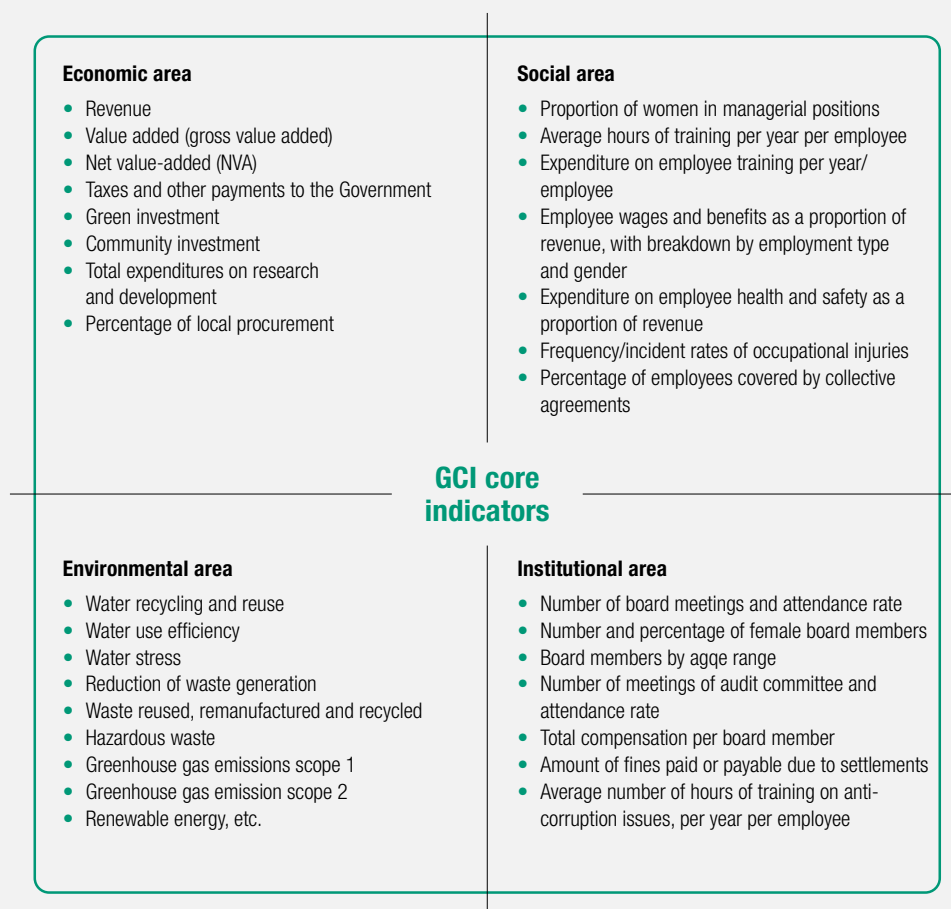 Economic area
• Revenue
• Value added (gross value added)
• Net value-added (NVA)
• Taxes and other payments to the Government
• Green investment
• Community investment
• Total expenditures on research
and development
• Percentage of local procurement
Social area
• Proportion of women in managerial positions
• Average hours of training per year per employee
• Expenditure on employee training per year/
employee
• Employee wages and benefits as a proportion of
revenue, with breakdown by employment type
and gender
• Expenditure on employee health and safety as a
proportion of revenue
• Frequency/incident rates of occupational injuries
• Percentage of employees covered by collective
agreements
GCI core
indicators
Environmental area
• Water recycling and reuse
• Water use efficiency
• Water stress
• Reduction of waste generation
• Waste reused, remanufactured and recycled
• Hazardous waste
• Greenhouse gas emissions scope 1
• Greenhouse gas emission scope 2
• Renewable energy, etc.
Institutional area
• Number of board meetings and attendance rate
• Number and percentage of female board members
• Board members by agqe range
• Number of meetings of audit committee and
attendance rate
• Total compensation per board member
• Amount of fines paid or payable due to settlements
• Average number of hours of training on anti-
corruption issues, per year per employee